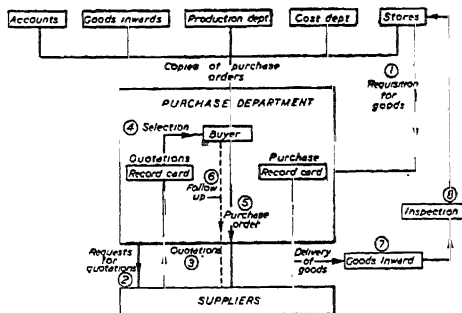 Accounts
Goods inwards
Production dept
Cost dept
Stores
Copies of purchase
orders
①
Requisition
for
goods
PURCHASE DEPARTMENT
④ Selection
Buyer
Quotations
Record card
Purchase
Record card
⑥
Follow
up
⑤
Purchase
order
⑧
Inspection
Requests
for
quotations
②
Quotations
③
Delivery
of
goods
⑦
Goods Inward
SUPPLIERS